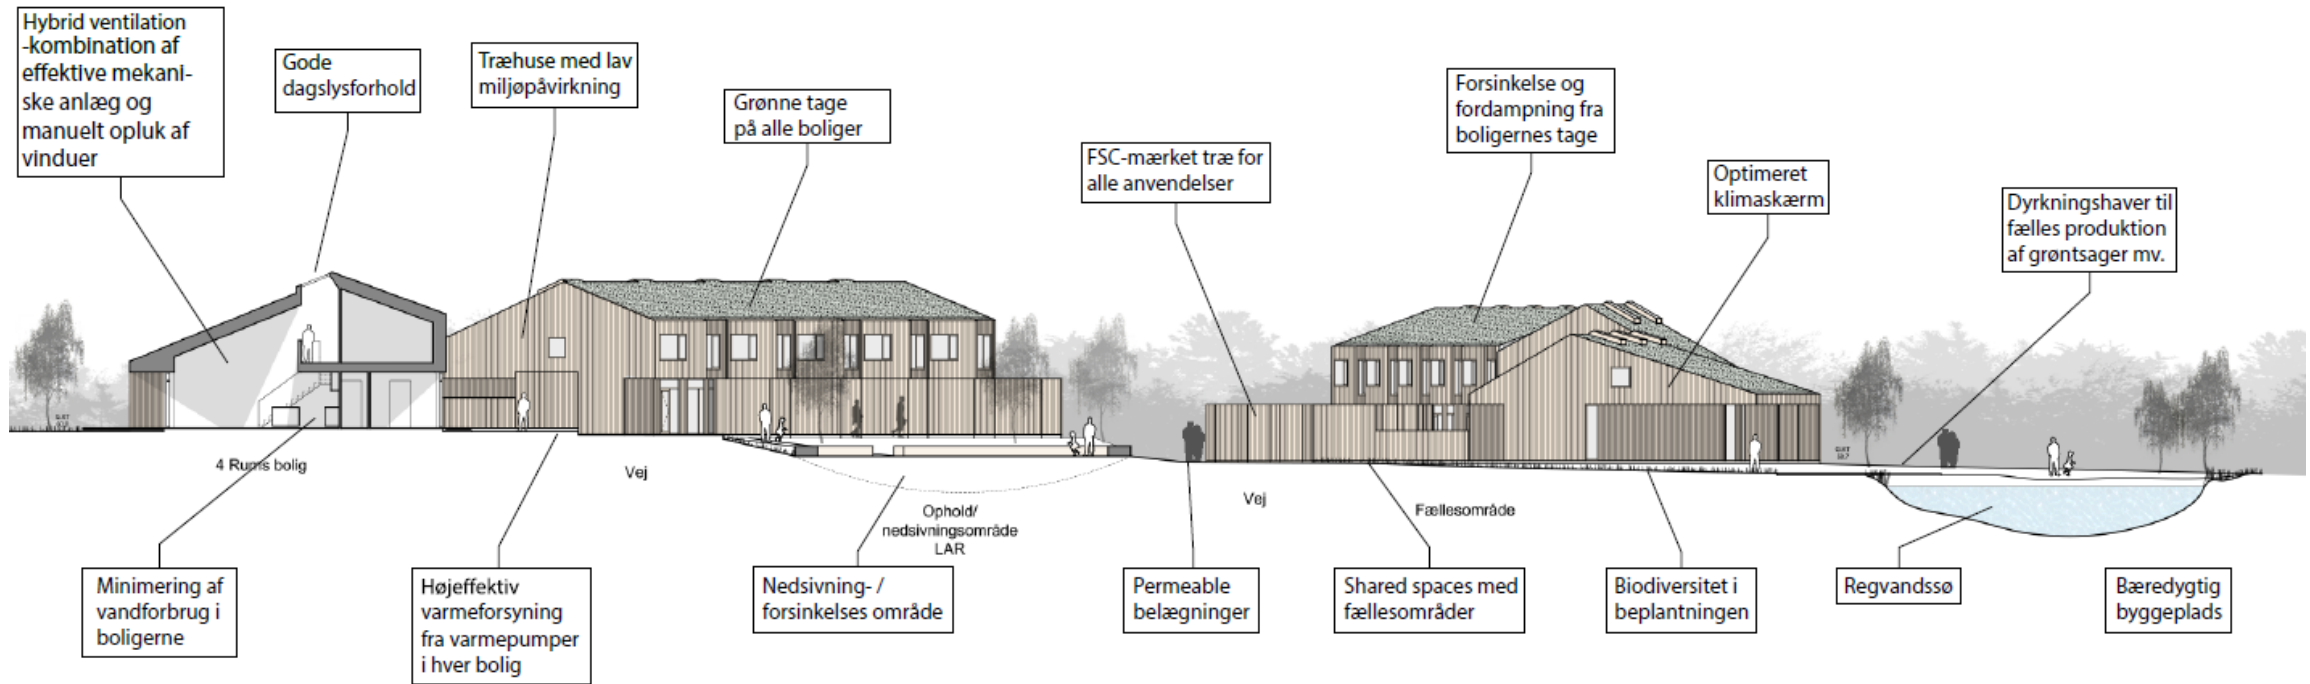 Hybrid ventilation
-kombination af
effektive mekani-
ske anlæg og
manuelt opluk af
vinduer
Gode
dagslysforhold
Træhuse med lav
miljøpåvirkning
Grønne tage
på alle boliger
FSC-mærket træ for
alle anvendelser
Forsinkelse og
fordampning fra
boligernes tage
Optimeret
klimaskærm
Dyrkningshaver til
fælles produktion
af grøntsager mv.
4 Rums bolig
Vej
Ophold/
nedsivningsområde
LAR
Vej
Fællesområde
Minimering af
vandforbrug i
boligerne
Højeffektiv
varmeforsyning
fra varmepumper
i hver bolig
Nedsivning- /
forsinkelses område
Permeable
belægninger
Shared spaces med
fællesområder
Biodiversitet i
beplantningen
Regvandssø
Bæredygtig
byggeplads